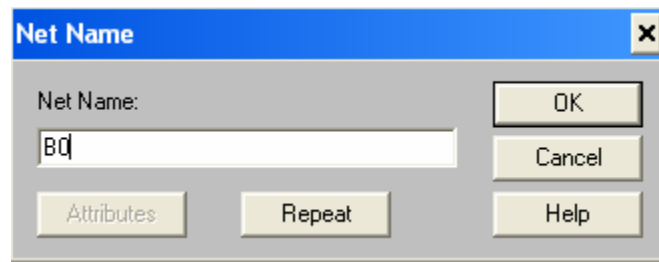 Net Name
Net Name:
OK
B0
Cancel
Attributes
Repeat
Help